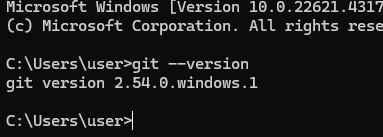 Microsoft Windows [Version 10.0.22621.4317
(c) Microsoft Corporation. All rights rese
C:\Users\user>git --version
git version 2.54.0.windows.1
C:\Users\user>